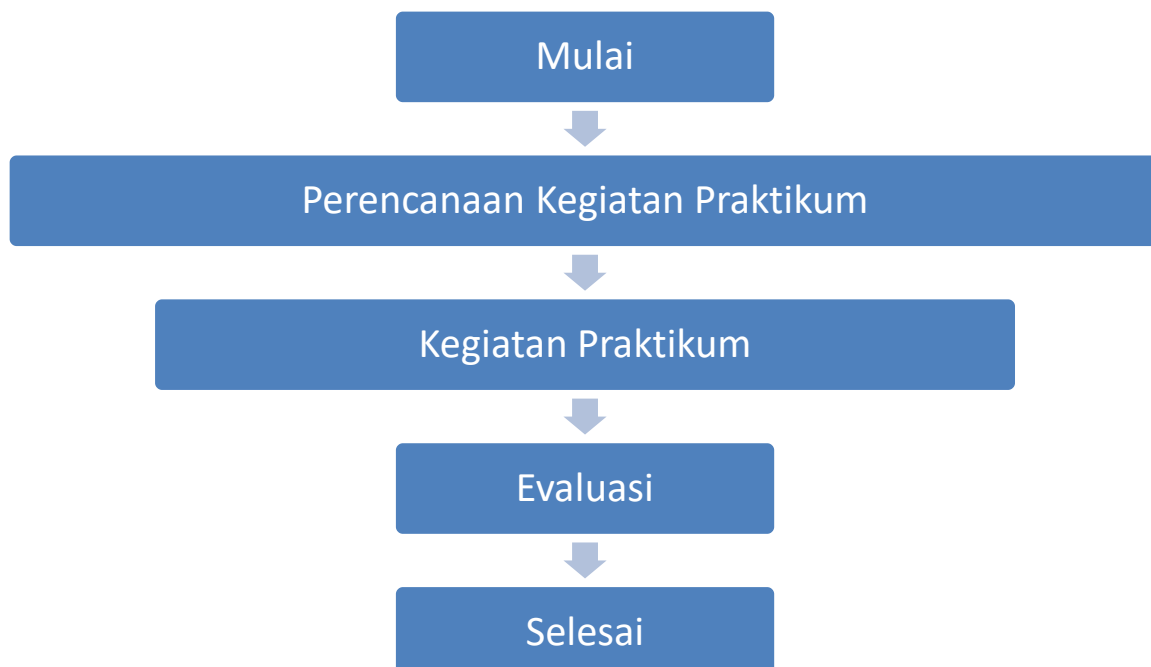 Mulai
Perencanaan Kegiatan Praktikum
Kegiatan Praktikum
Evaluasi
Selesai